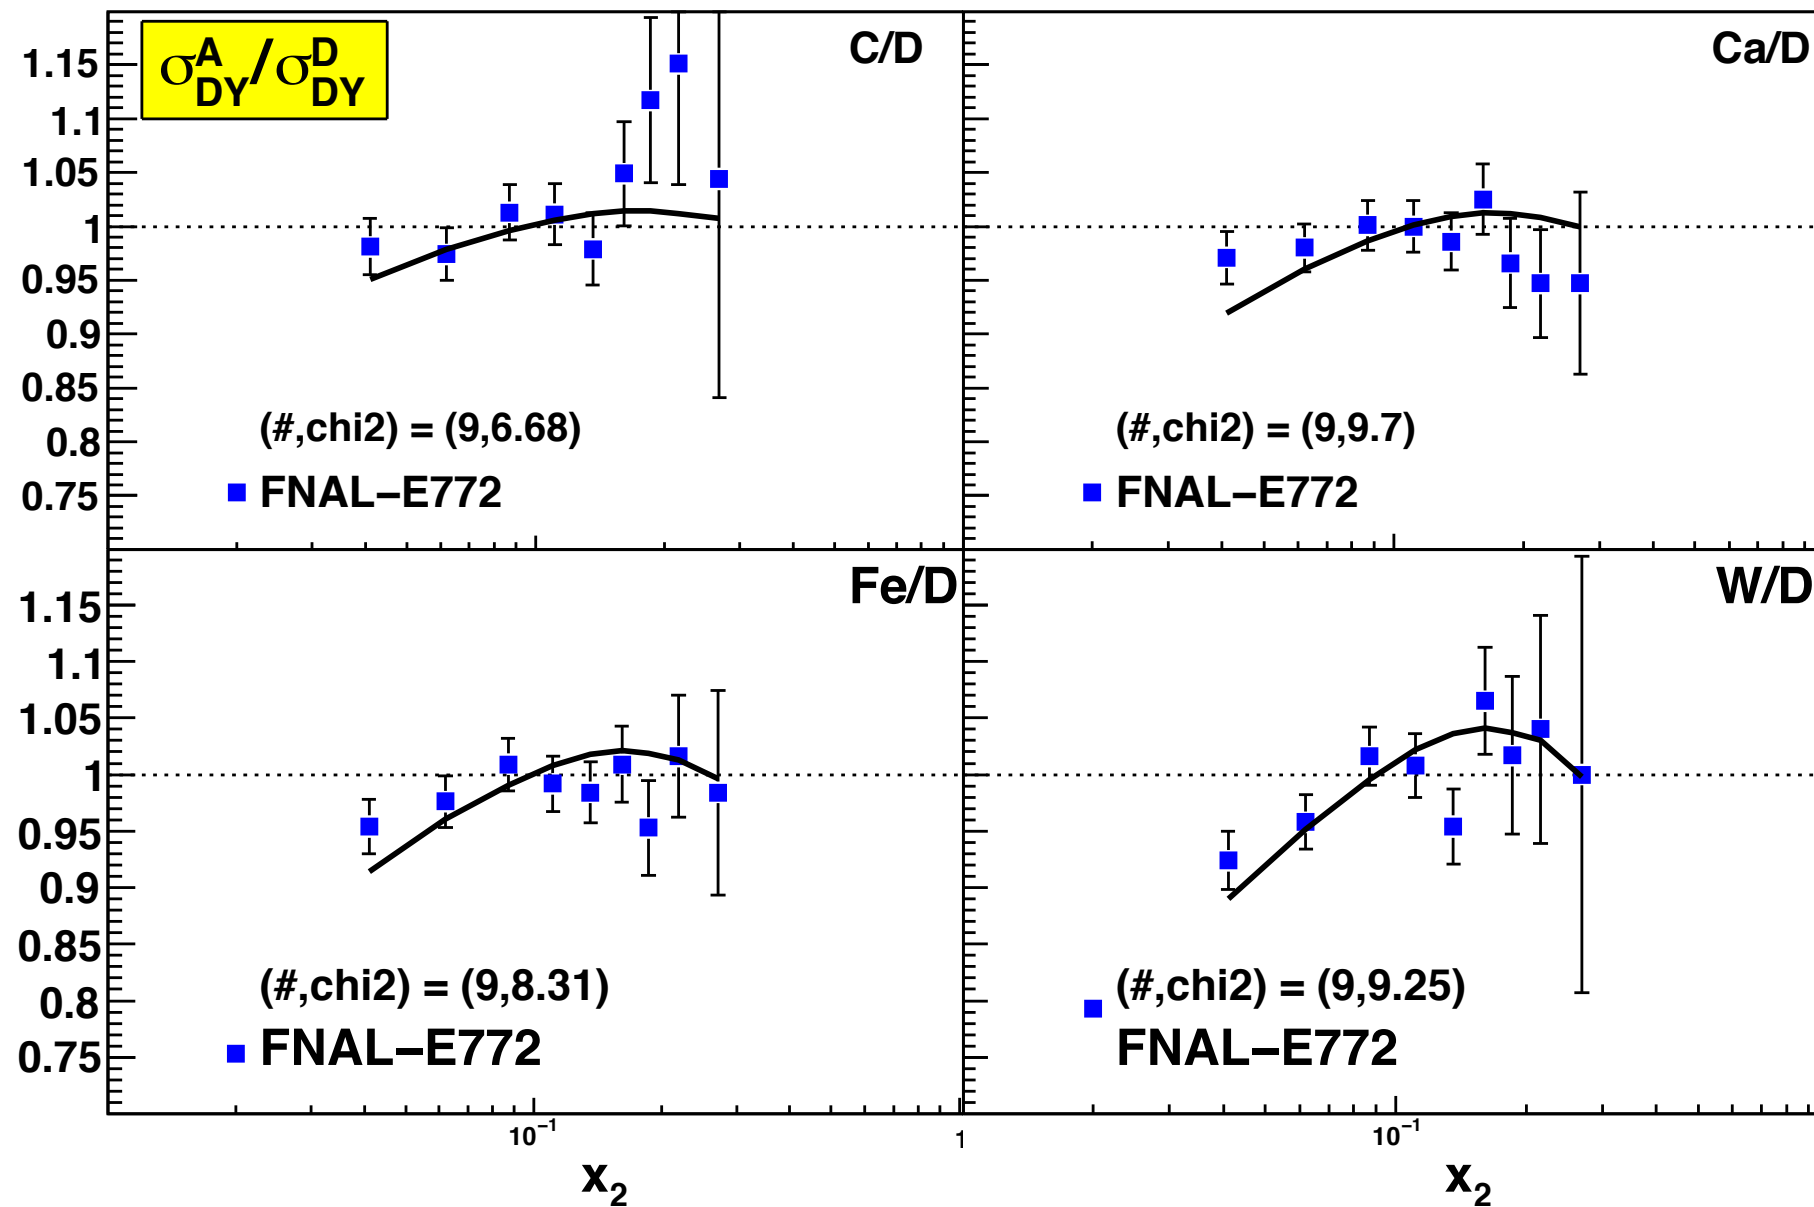 σ^A_DY/σ^D_DY
C/D
1.15
1.1
1.05
1
0.95
0.9
0.85
0.8
0.75
(#,chi2) = (9,6.68)
FNAL−E772
Ca/D
(#,chi2) = (9,9.7)
FNAL−E772
Fe/D
1.15
1.1
1.05
1
0.95
0.9
0.85
0.8
0.75
(#,chi2) = (9,8.31)
FNAL−E772
10⁻¹
1
x₂
W/D
(#,chi2) = (9,9.25)
FNAL−E772
10⁻¹
x₂